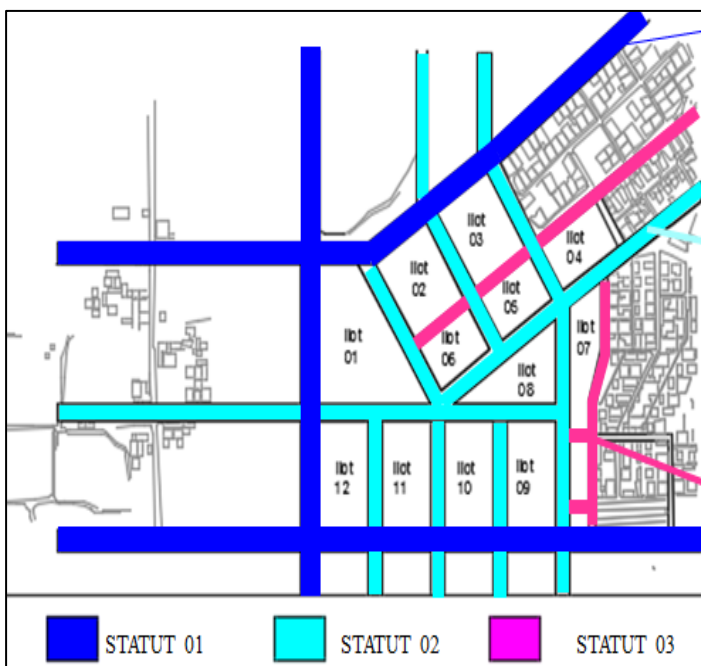 Ilot
03
Ilot
04
Ilot
02
Ilot
05
Ilot
01
Ilot
06
Ilot
07
Ilot
08
Ilot
12
Ilot
11
Ilot
10
Ilot
09
STATUT 01
STATUT 02
STATUT 03